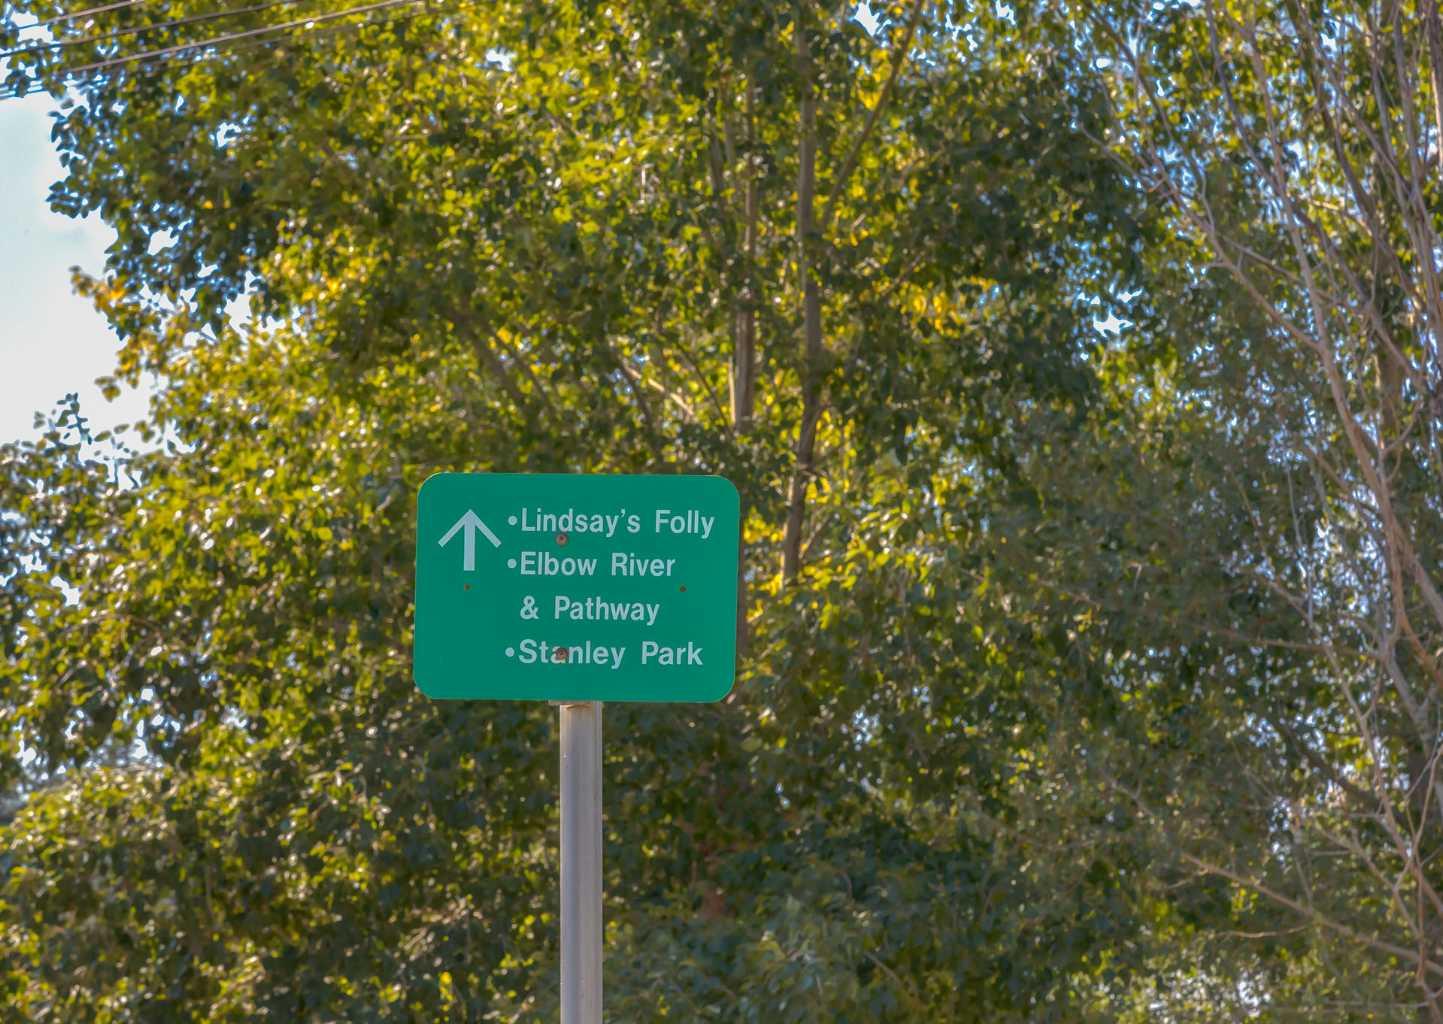 •Lindsay's Folly
•Elbow River
& Pathway
•Stanley Park